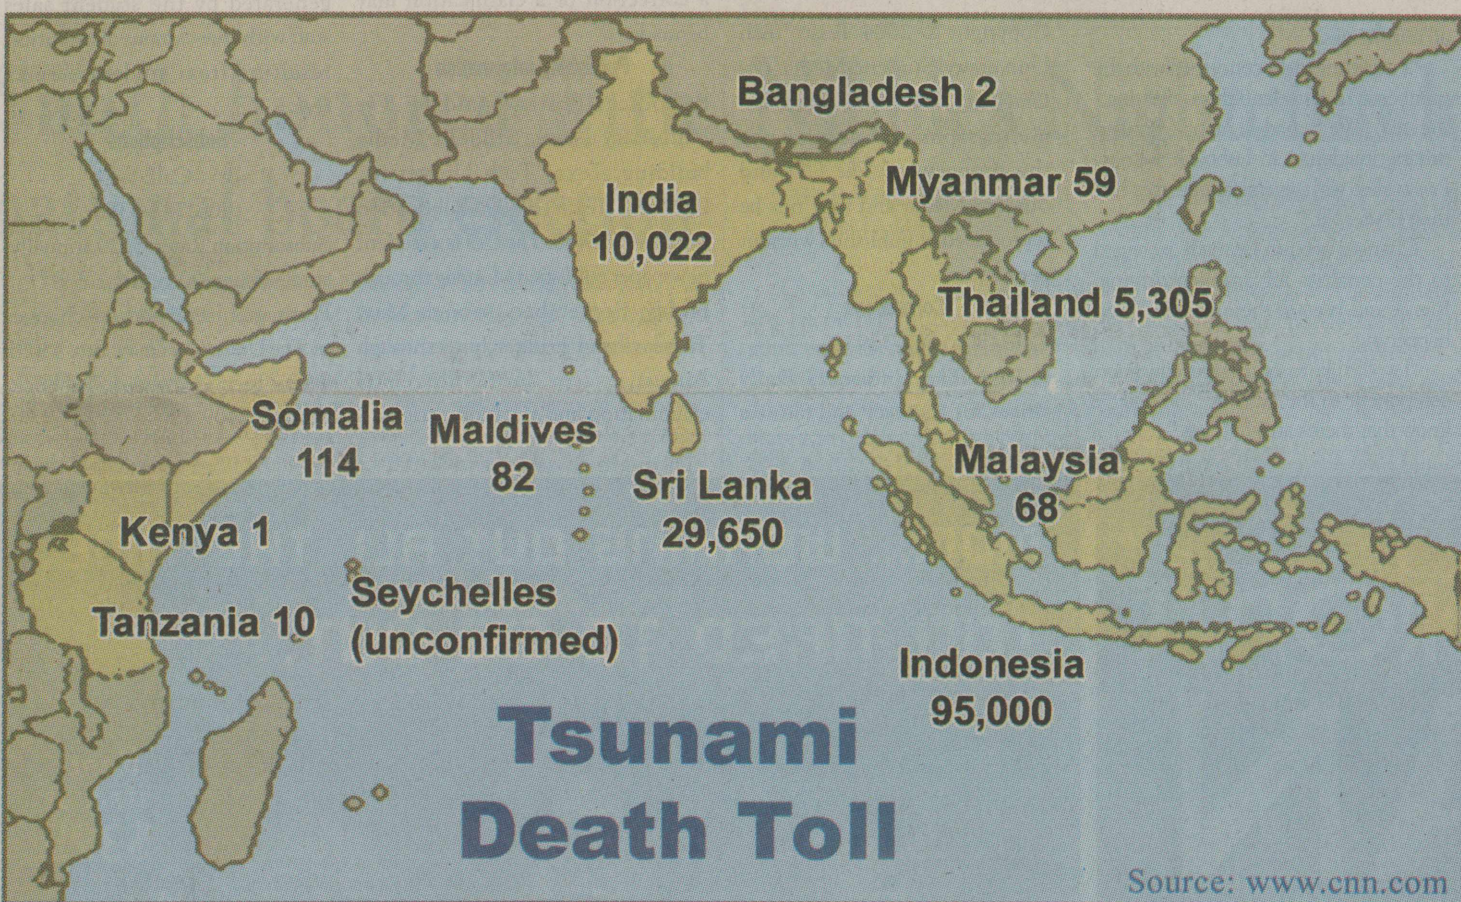 Bangladesh 2
Myanmar 59
India
10,022
Thailand 5,305
Somalia
114
Maldives
82
Sri Lanka
29,650
Malaysia
68
Kenya 1
Seychelles
(unconfirmed)
Tanzania 10
Indonesia
95,000
Tsunami
Death Toll
Source: www.cnn.com